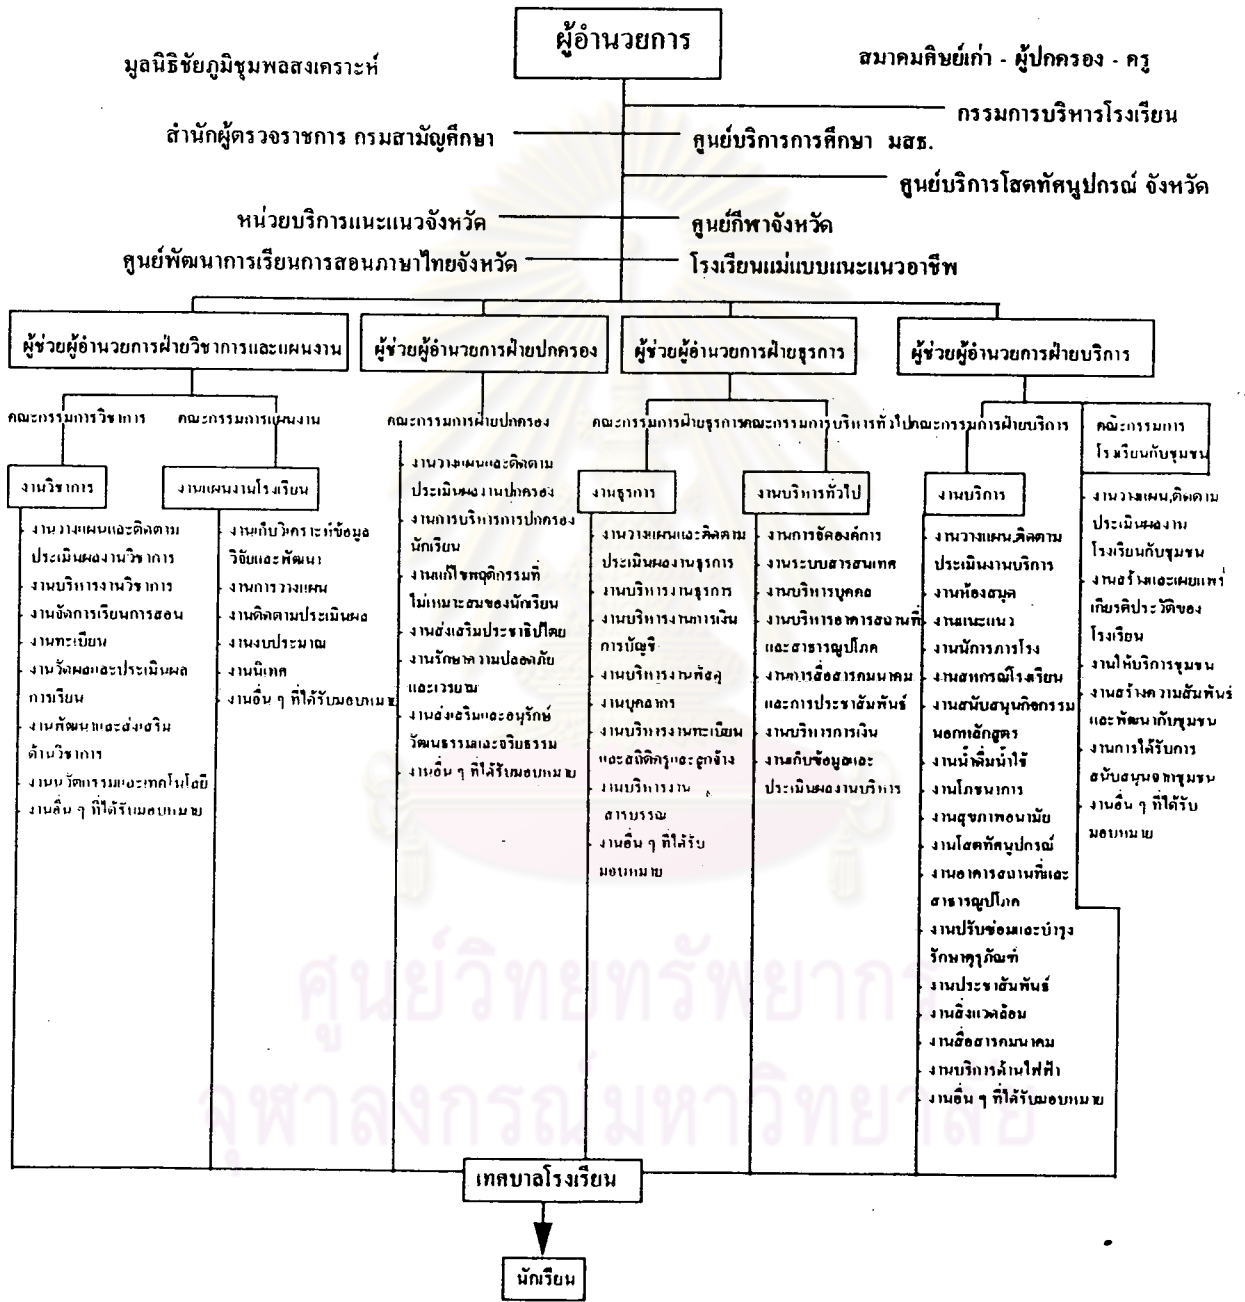 ผู้อำนวยการ
มูลนิธิชัยภูมิชุมพลสงเคราะห์
สมาคมศิษย์เก่า - ผู้ปกครอง - ครู
กรรมการบริหารโรงเรียน
สำนักผู้ตรวจราชการ กรมสามัญศึกษา
ศูนย์บริการการศึกษา มสธ.
ศูนย์บริการโสตทัศนูปกรณ์ จังหวัด
หน่วยบริการแนะแนวจังหวัด
ศูนย์กีฬาจังหวัด
ศูนย์พัฒนาการเรียนการสอนภาษาไทยจังหวัด
โรงเรียนแม่แบบแนะแนวอาชีพ
ผู้ช่วยผู้อำนวยการฝ่ายวิชาการและแผนงาน
ผู้ช่วยผู้อำนวยการฝ่ายปกครอง
ผู้ช่วยผู้อำนวยการฝ่ายธุรการ
ผู้ช่วยผู้อำนวยการฝ่ายบริการ
คณะกรรมการวิชาการ
คณะกรรมการแผนงาน
คณะกรรมการฝ่ายปกครอง
คณะกรรมการฝ่ายธุรการ
คณะกรรมการบริหารทั่วไป
คณะกรรมการฝ่ายบริการ
คณะกรรมการ
โรงเรียนกับชุมชน
งานวิชาการ
งานวางแผนและติดตาม
ประเมินผลงานวิชาการ
งานบริหารงานวิชาการ
งานจัดการเรียนการสอน
งานทะเบียน
งานวัดผลและประเมินผล
การเรียน
งานพัฒนาและส่งเสริม
ด้านวิชาการ
งานนวัตกรรมและเทคโนโลยี
งานอื่น ๆ ที่ได้รับมอบหมาย
งานแผนงานโรงเรียน
งานเก็บวิเคราะห์ข้อมูล
วิจัยและพัฒนา
งานการวางแผน
งานติดตามประเมินผล
งานงบประมาณ
งานนิเทศ
งานอื่น ๆ ที่ได้รับมอบหมาย
งานวางแผนและติดตาม
ประเมินผลงานปกครอง
งานการบริหารการปกครอง
นักเรียน
งานแก้ไขพฤติกรรมที่
ไม่เหมาะสมของนักเรียน
งานส่งเสริมประชาธิปไตย
งานรักษาความปลอดภัย
และเวรยาม
งานส่งเสริมและอนุรักษ์
วัฒนธรรมและจริยธรรม
งานอื่น ๆ ที่ได้รับมอบหมาย
งานธุรการ
งานวางแผนและติดตาม
ประเมินผลงานธุรการ
งานบริหารงานธุรการ
งานบริหารงานการเงิน
การบัญชี
งานบริหารงานพัสดุ
งานบุคลากร
งานบริหารงานทะเบียน
และสถิติครูและลูกจ้าง
งานบริหารงาน
สารบรรณ
งานอื่น ๆ ที่ได้รับ
มอบหมาย
งานบริหารทั่วไป
งานการจัดองค์การ
งานระบบสารสนเทศ
งานบริหารบุคคล
งานบริหารอาคารสถานที่
และสาธารณูปโภค
งานการสื่อสารคมนาคม
และการประชาสัมพันธ์
งานบริหารการเงิน
งานเก็บข้อมูลและ
ประเมินผลงานบริหาร
งานบริการ
งานวางแผน,ติดตาม
ประเมินงานบริการ
งานห้องสมุด
งานแนะแนว
งานนักการภารโรง
งานสหกรณ์โรงเรียน
งานสนับสนุนกิจกรรม
นอกหลักสูตร
งานน้ำดื่มน้ำใช้
งานโภชนาการ
งานสุขภาพอนามัย
งานโสตทัศนูปกรณ์
งานอาคารสถานที่และ
สาธารณูปโภค
งานปรับซ่อมและบำรุง
รักษาครุภัณฑ์
งานประชาสัมพันธ์
งานสิ่งแวดล้อม
งานสื่อสารคมนาคม
งานบริการด้านไฟฟ้า
งานอื่น ๆ ที่ได้รับมอบหมาย
งานวางแผน,ติดตาม
ประเมินผลงาน
โรงเรียนกับชุมชน
งานสร้างและเผยแพร่
เกียรติประวัติของ
โรงเรียน
งานให้บริการชุมชน
งานสร้างความสัมพันธ์
และพัฒนากับชุมชน
งานการได้รับการ
สนับสนุนจากชุมชน
งานอื่น ๆ ที่ได้รับ
มอบหมาย
ศูนย์วิทยทรัพยากร
จุฬาลงกรณ์มหาวิทยาลัย
เทศบาลโรงเรียน
นักเรียน